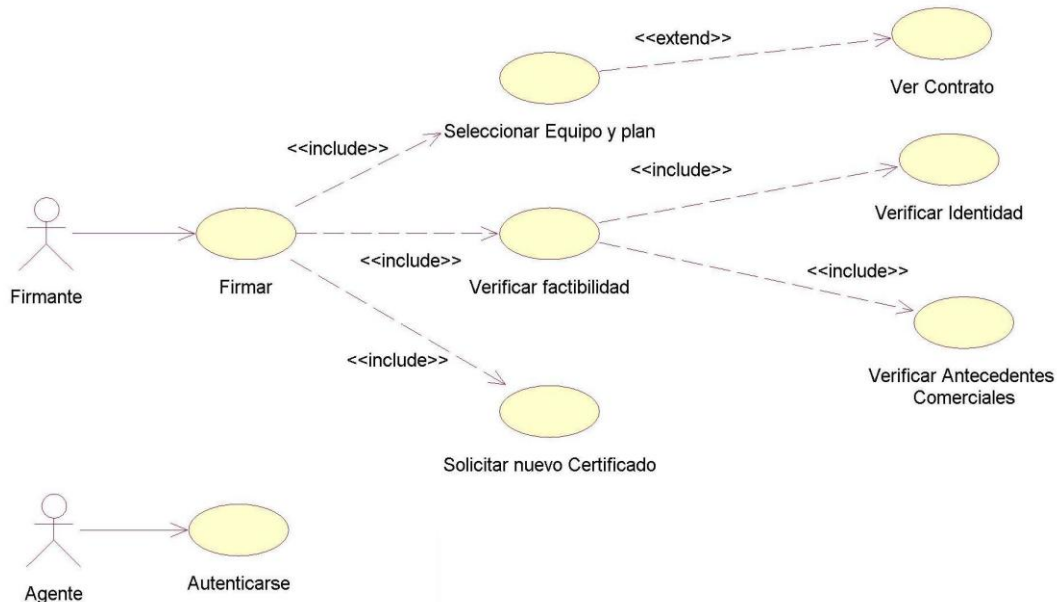 <<extend>>
Ver Contrato
Seleccionar Equipo y plan
<<include>>
<<include>>
Verificar Identidad
Firmante
Firmar
<<include>>
Verificar factibilidad
<<include>>
Verificar Antecedentes
Comerciales
<<include>>
Solicitar nuevo Certificado
Agente
Autenticarse